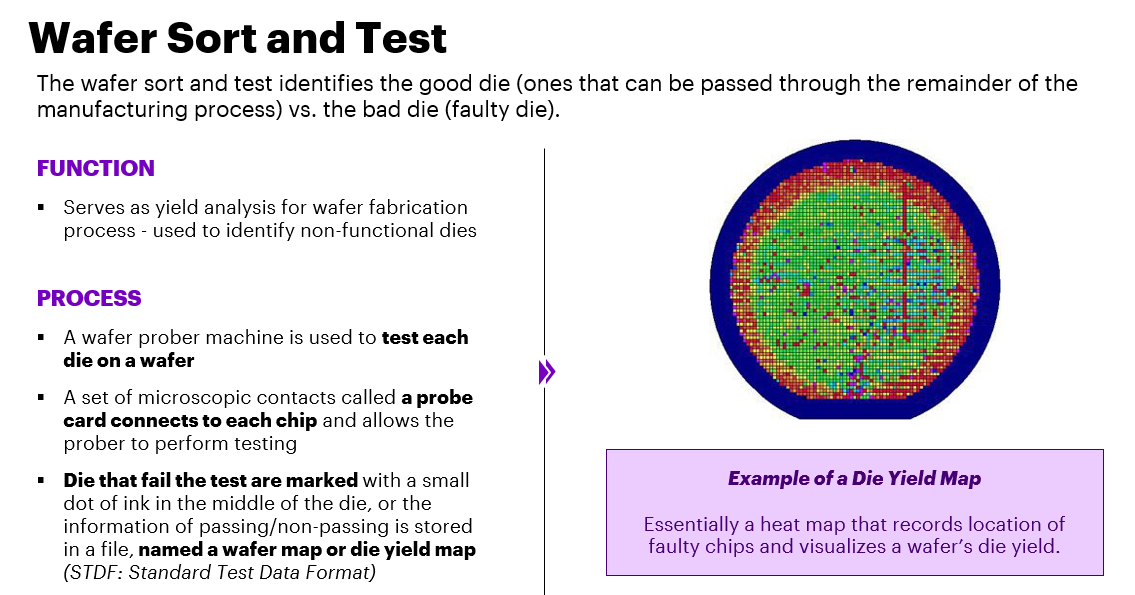 Wafer Sort and Test
The wafer sort and test identifies the good die (ones that can be passed through the remainder of the
manufacturing process) vs. the bad die (faulty die).
FUNCTION
▪ Serves as yield analysis for wafer fabrication
process - used to identify non-functional dies
PROCESS
▪ A wafer prober machine is used to test each
die on a wafer
▪ A set of microscopic contacts called a probe
card connects to each chip and allows the
prober to perform testing
▪ Die that fail the test are marked with a small
dot of ink in the middle of the die, or the
information of passing/non-passing is stored
in a file, named a wafer map or die yield map
(STDF: Standard Test Data Format)
Example of a Die Yield Map
Essentially a heat map that records location of
faulty chips and visualizes a wafer’s die yield.